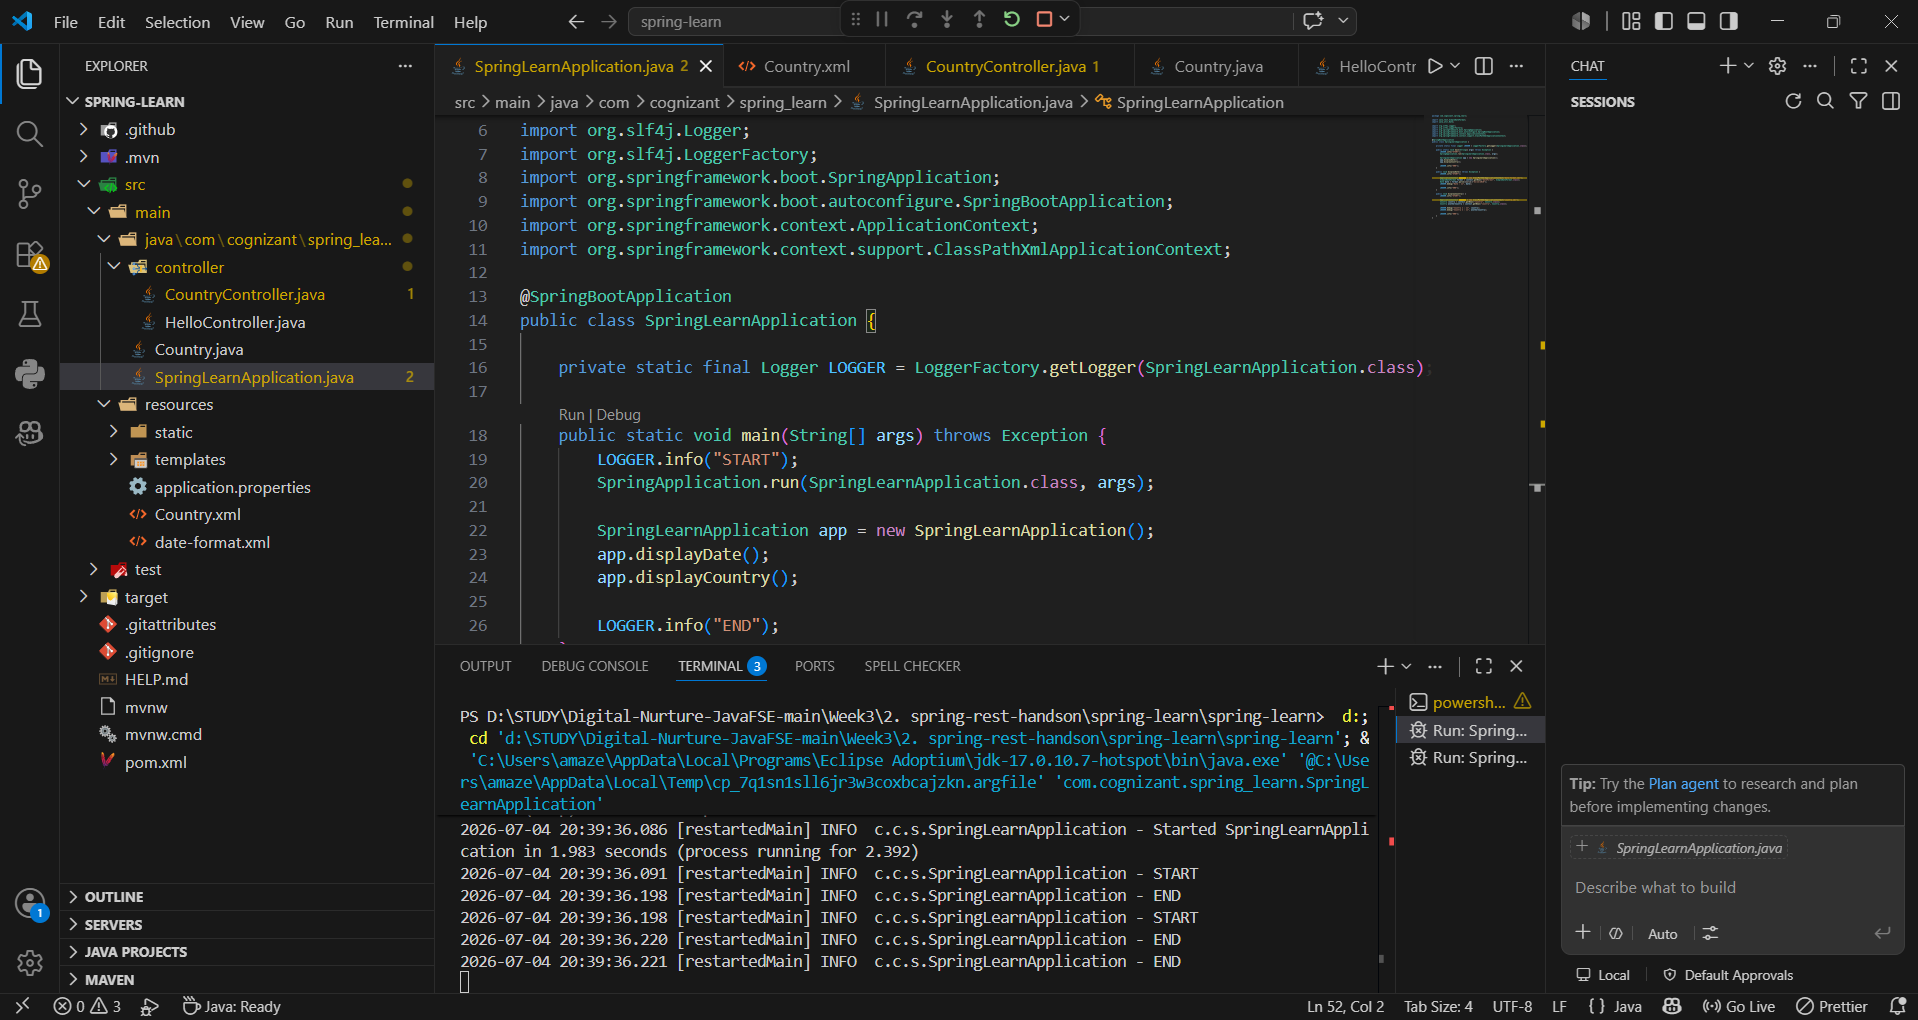 File Edit Selection View Go Run Terminal Help
spring-learn
EXPLORER
SPRING-LEARN
.github
.mvn
src
main
java\com\cognizant\spring_lea...
controller
CountryController.java 1
HelloController.java
Country.java
SpringLearnApplication.java 2
resources
static
templates
application.properties
Country.xml
date-format.xml
test
target
.gitattributes
.gitignore
HELP.md
mvnw
mvnw.cmd
pom.xml
OUTLINE
SERVERS
JAVA PROJECTS
MAVEN
SpringLearnApplication.java 2 Country.xml CountryController.java 1 Country.java HelloContr
src > main > java > com > cognizant > spring_learn > SpringLearnApplication.java > SpringLearnApplication
6 import org.slf4j.Logger;
7 import org.slf4j.LoggerFactory;
8 import org.springframework.boot.SpringApplication;
9 import org.springframework.boot.autoconfigure.SpringBootApplication;
10 import org.springframework.context.ApplicationContext;
11 import org.springframework.context.support.ClassPathXmlApplicationContext;
12
13 @SpringBootApplication
14 public class SpringLearnApplication {
15
16 private static final Logger LOGGER = LoggerFactory.getLogger(SpringLearnApplication.class);
17
Run | Debug
18 public static void main(String[] args) throws Exception {
19 LOGGER.info("START");
20 SpringApplication.run(SpringLearnApplication.class, args);
21
22 SpringLearnApplication app = new SpringLearnApplication();
23 app.displayDate();
24 app.displayCountry();
25
26 LOGGER.info("END");
OUTPUT DEBUG CONSOLE TERMINAL 3 PORTS SPELL CHECKER
PS D:\STUDY\Digital-Nurture-JavaFSE-main\Week3\2. spring-rest-handson\spring-learn\spring-learn> d:;
cd 'd:\STUDY\Digital-Nurture-JavaFSE-main\Week3\2. spring-rest-handson\spring-learn\spring-learn'; &
'C:\Users\amaze\AppData\Local\Programs\Eclipse Adoptium\jdk-17.0.10.7-hotspot\bin\java.exe' '@C:\Use
rs\amaze\AppData\Local\Temp\cp_7q1sn1sll6jr3w3coxbcajzkn.argfile' 'com.cognizant.spring_learn.SpringL
earnApplication'
2026-07-04 20:39:36.086 [restartedMain] INFO c.c.s.SpringLearnApplication - Started SpringLearnAppli
cation in 1.983 seconds (process running for 2.392)
2026-07-04 20:39:36.091 [restartedMain] INFO c.c.s.SpringLearnApplication - START
2026-07-04 20:39:36.198 [restartedMain] INFO c.c.s.SpringLearnApplication - END
2026-07-04 20:39:36.198 [restartedMain] INFO c.c.s.SpringLearnApplication - START
2026-07-04 20:39:36.220 [restartedMain] INFO c.c.s.SpringLearnApplication - END
2026-07-04 20:39:36.221 [restartedMain] INFO c.c.s.SpringLearnApplication - END
powersh...
Run: Spring...
Run: Spring...
CHAT
SESSIONS
Tip: Try the Plan agent to research and plan
before implementing changes.
SpringLearnApplication.java
Describe what to build
Auto
Local Default Approvals
1
0 3 Java: Ready
Ln 52, Col 2 Tab Size: 4 UTF-8 LF {} Java Go Live Prettier